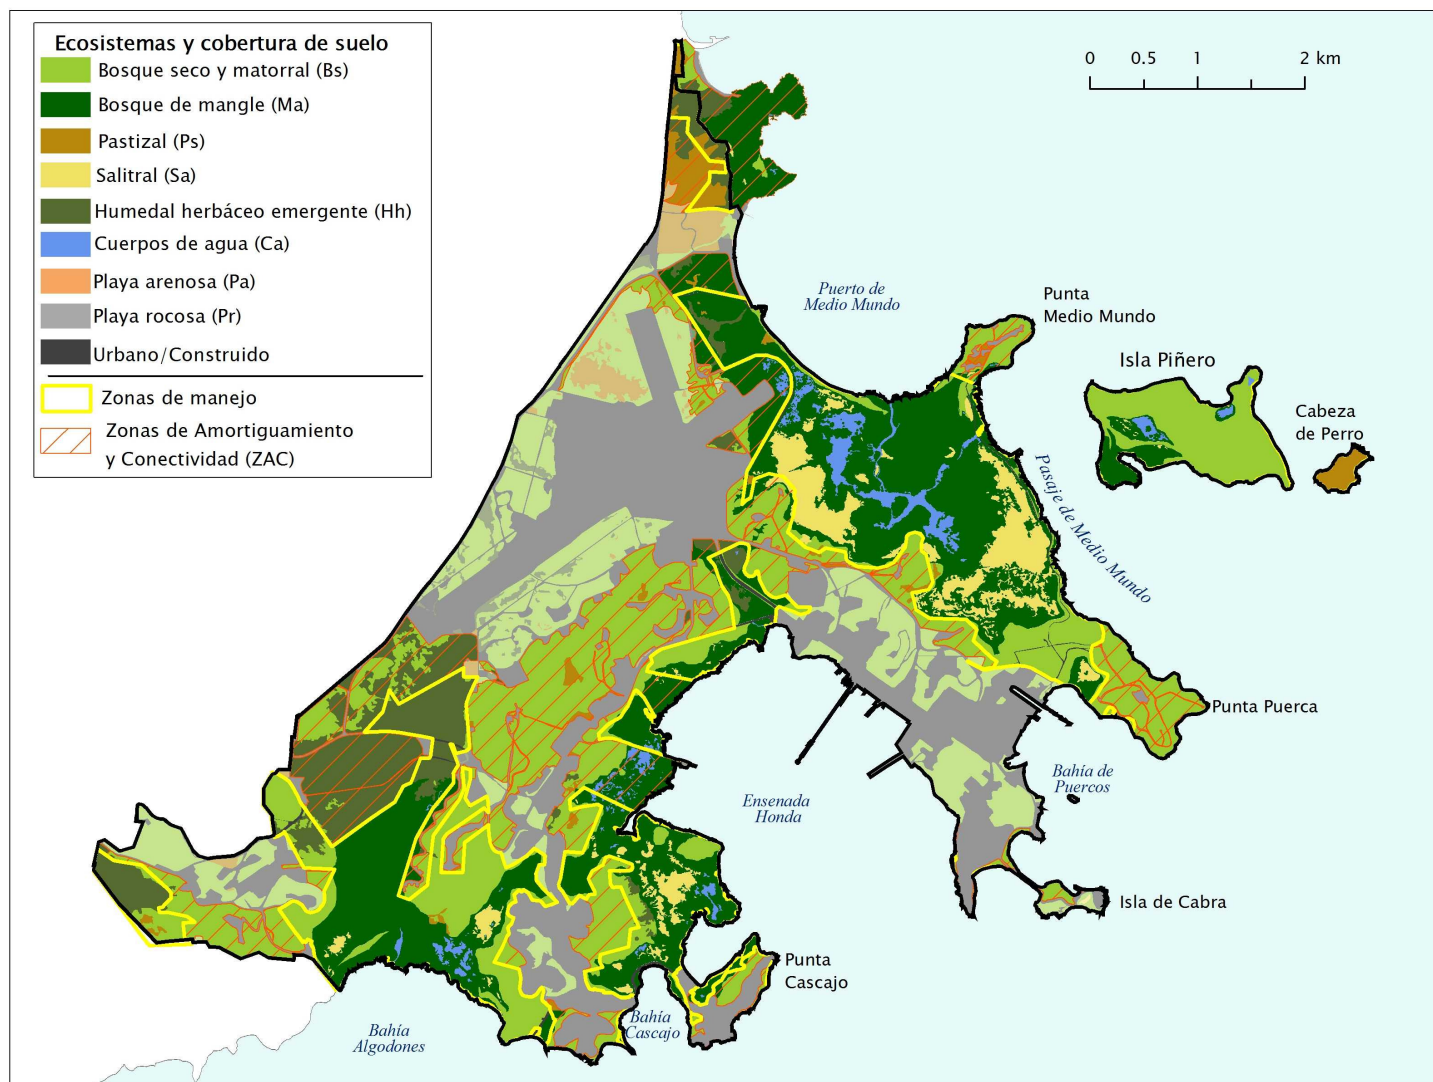 Ecosistemas y cobertura de suelo
Bosque seco y matorral (Bs)
Bosque de mangle (Ma)
Pastizal (Ps)
Salitral (Sa)
Humedal herbáceo emergente (Hh)
Cuerpos de agua (Ca)
Playa arenosa (Pa)
Playa rocosa (Pr)
Urbano/Construido
Zonas de manejo
Zonas de Amortiguamiento
y Conectividad (ZAC)
0 0.5 1 2 km
Puerto de
Medio Mundo
Punta
Medio Mundo
Isla Piñero
Cabeza
de Perro
Pasaje de Medio Mundo
Punta Puerca
Bahía de
Puercos
Ensenada
Honda
Isla de Cabra
Punta
Cascajo
Bahía
Cascajo
Bahía
Algodones